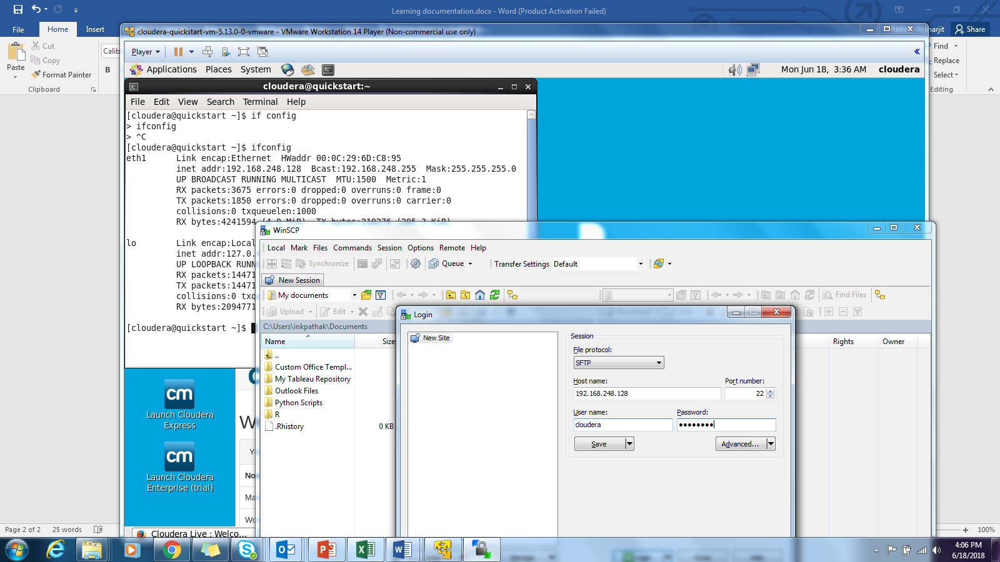 Learning documentation.docx - Word (Product Activation Failed)
File Home Insert
Share
cloudera-quickstart-vm-5.13.0-0-vmware - VMware Workstation 14 Player (Non-commercial use only)
Player
Paste
Cut
Copy
Format Painter
Clipboard
Calib
B
Find
Replace
Select
Editing
Applications Places System
Mon Jun 18, 3:36 AM cloudera
cloudera@quickstart:~
File Edit View Search Terminal Help
[cloudera@quickstart ~]$ if config
> ifconfig
> ^C
[cloudera@quickstart ~]$ ifconfig
eth1 Link encap:Ethernet HWaddr 00:0C:29:6D:C8:95
inet addr:192.168.248.128 Bcast:192.168.248.255 Mask:255.255.255.0
UP BROADCAST RUNNING MULTICAST MTU:1500 Metric:1
RX packets:3675 errors:0 dropped:0 overruns:0 frame:0
TX packets:1850 errors:0 dropped:0 overruns:0 carrier:0
collisions:0 txqueuelen:1000
RX bytes:4241594 (4.0 MiB) TX bytes:210276 (205.3 KiB)
lo Link encap:Local
inet addr:127.0.
UP LOOPBACK RUNN
RX packets:14471
TX packets:14471
collisions:0 txq
RX bytes:2094771
[cloudera@quickstart ~]$
WinSCP
Local Mark Files Commands Session Options Remote Help
Synchronize
Queue
Transfer Settings Default
New Session
My documents
Find Files
Upload
Edit
C:\Users\inkpathak\Documents
Name Size
Rights Owner
..
Custom Office Templ...
My Tableau Repository
Outlook Files
Python Scripts
R
.Rhistory 0 KB
Login
New Site
Session
File protocol:
SFTP
Host name: Port number:
192.168.248.128 22
User name: Password:
cloudera ••••••••
Save Advanced...
cm
Launch Cloudera
Express
cm
Launch Cloudera
Enterprise (trial)
W
Y
No
Ma
Wo
Cloudera Live : Welco...
Page 2 of 2 25 words
100%
4:06 PM
6/18/2018